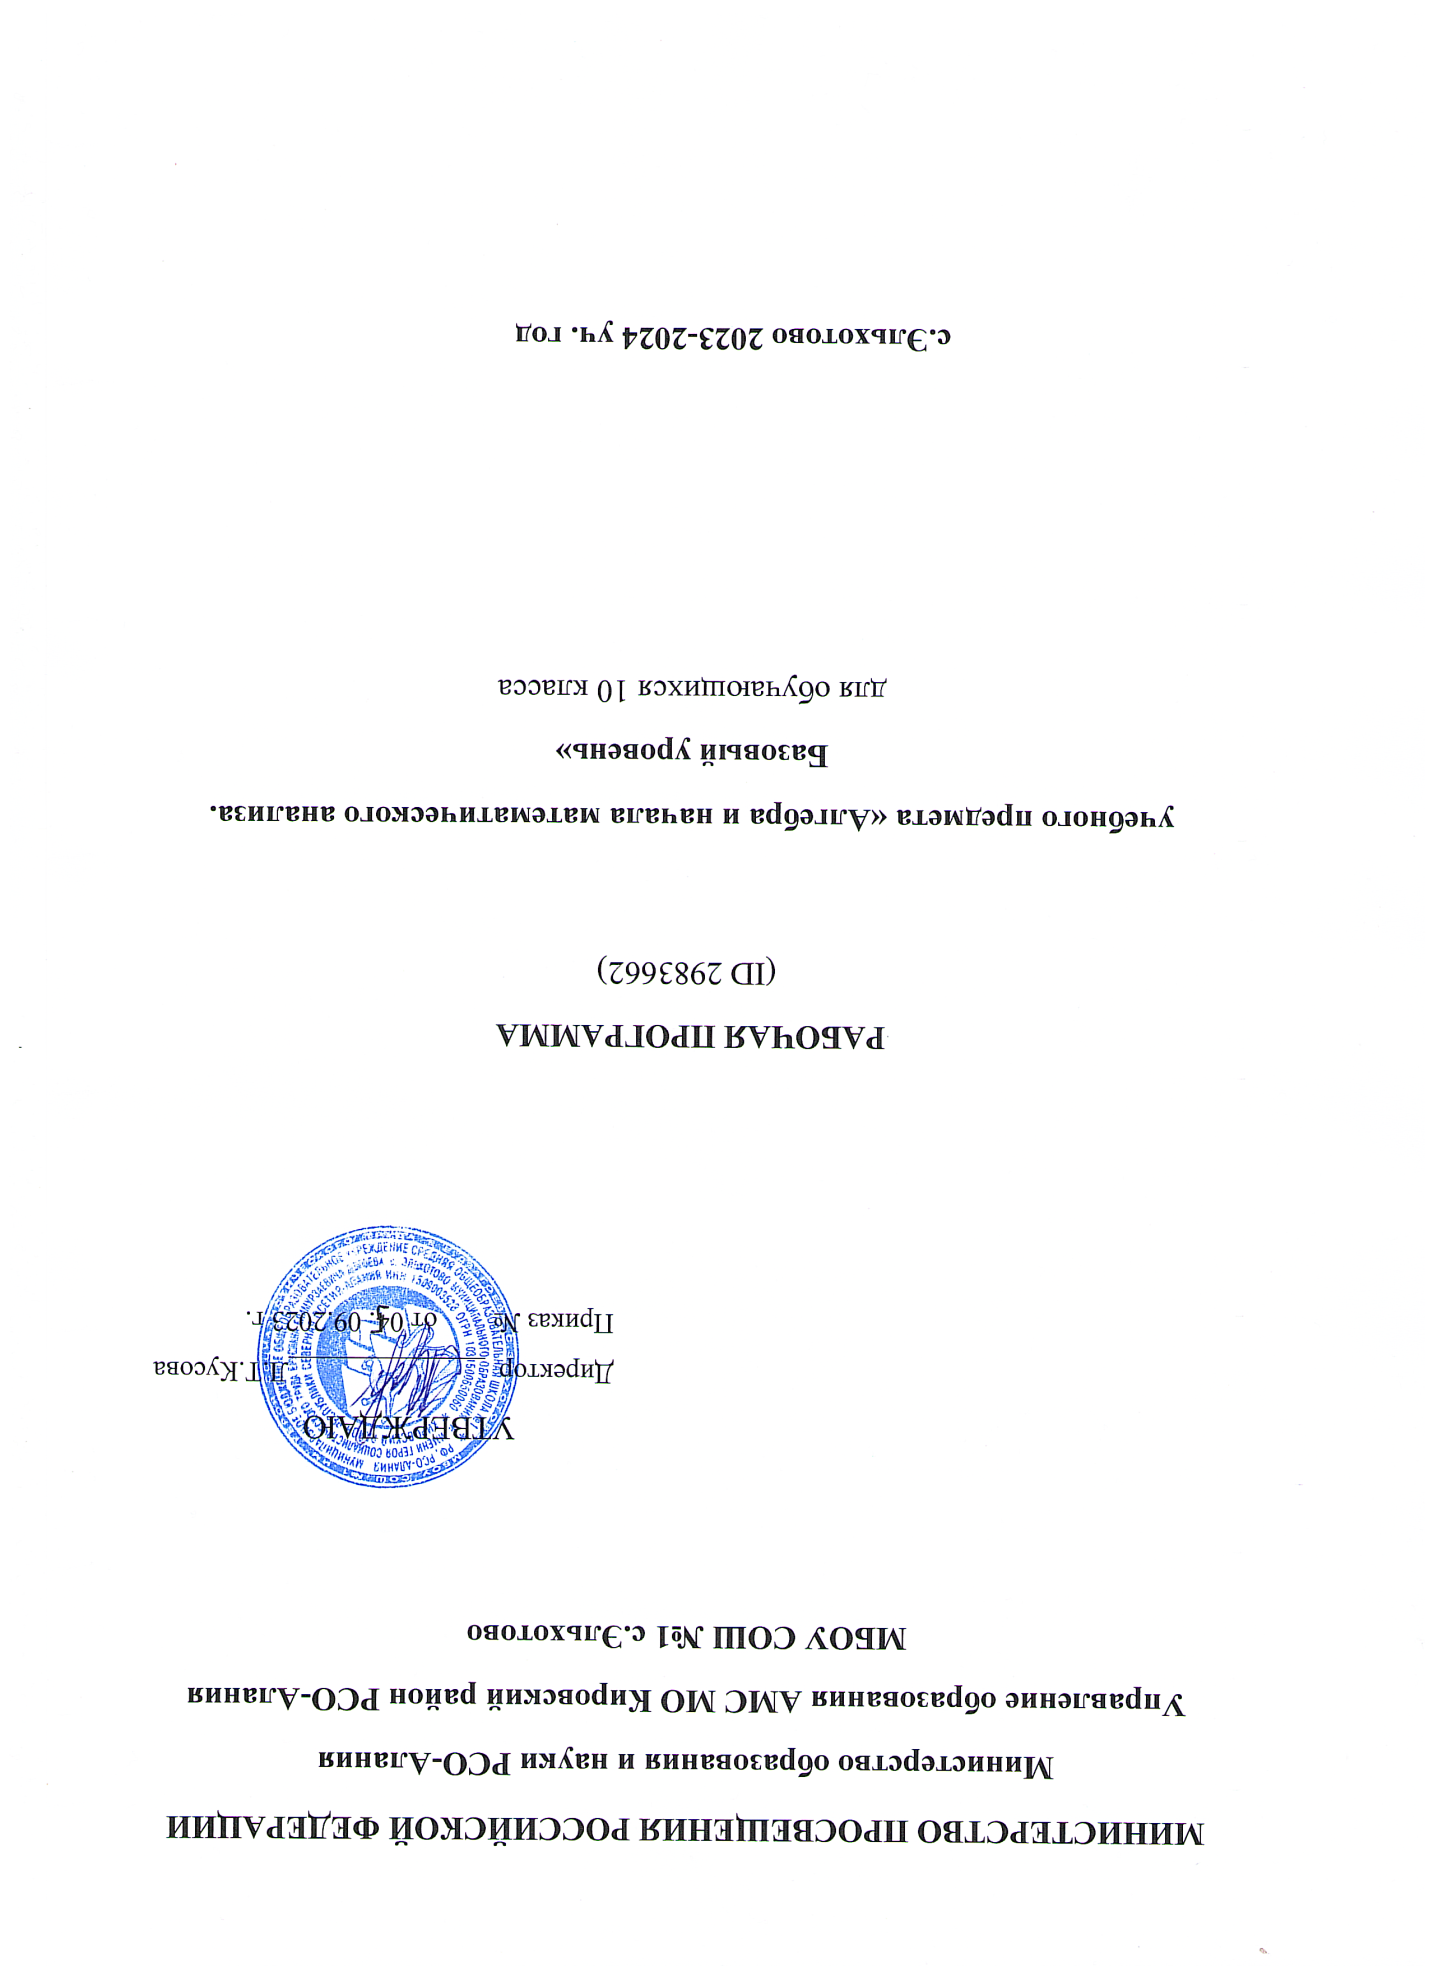 МИНИСТЕРСТВО ПРОСВЕЩЕНИЯ РОССИЙСКОЙ ФЕДЕРАЦИИ
Министерство образования и науки РСО-Алания
Управление образования АМС МО Кировский район РСО-Алания
МБОУ СОШ №1 с.Эльхотово
УТВЕРЖДАЮ
Директор Кусова
Приказ № от 04. 09.2023 г.
РАБОЧАЯ ПРОГРАММА
(ID 2983662)
учебного предмета «Алгебра и начала математического анализа.
Базовый уровень»
для обучающихся 10 класса
с.Эльхотово 2023-2024 уч. год